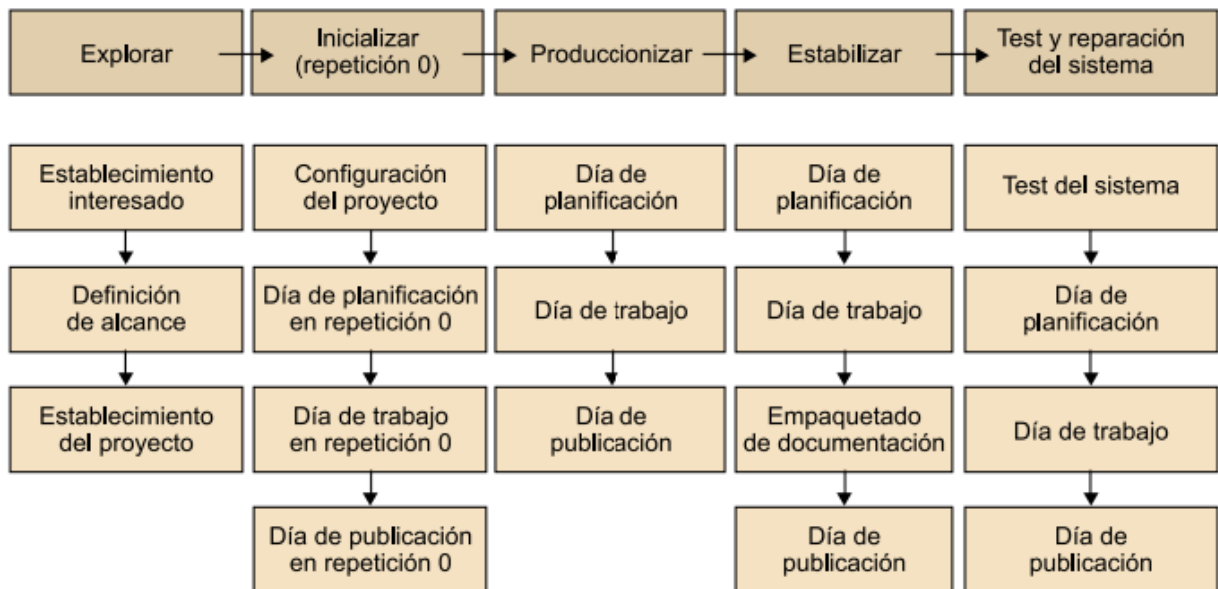 Explorar
Inicializar
(repetición 0)
Produccionizar
Estabilizar
Test y reparación
del sistema
Establecimiento
interesado
Configuración
del proyecto
Día de
planificación
Día de
planificación
Test del sistema
Definición
de alcance
Día de planificación
en repetición 0
Día de trabajo
Día de trabajo
Día de
planificación
Establecimiento
del proyecto
Día de trabajo
en repetición 0
Día de
publicación
Empaquetado
de documentación
Día de trabajo
Día de publicación
en repetición 0
Día de
publicación
Día de
publicación